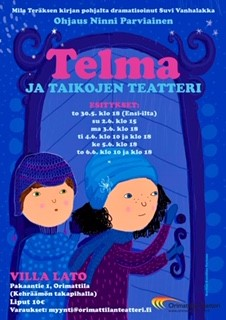 Milo Teräksen kirjan pohjalta dramatisoinut Suvi Vanhalakka
Ohjaus Ninni Parviainen
Telma
JA TAIKOJEN TEATTERI
ESITYKSET:
to 30.5. klo 18 (Ensi-ilta)
su 2.6. klo 15
ma 3.6. klo 18
ti 4.6. klo 10 ja klo 18
ke 5.6. klo 18
to 6.6. klo 10 ja klo 18
VILLA LATO
Pakaantie 1, Orimattila
(Kehräämön takapihalla)
Liput 10€
Varaukset: myynti@orimattilanteatteri.fi